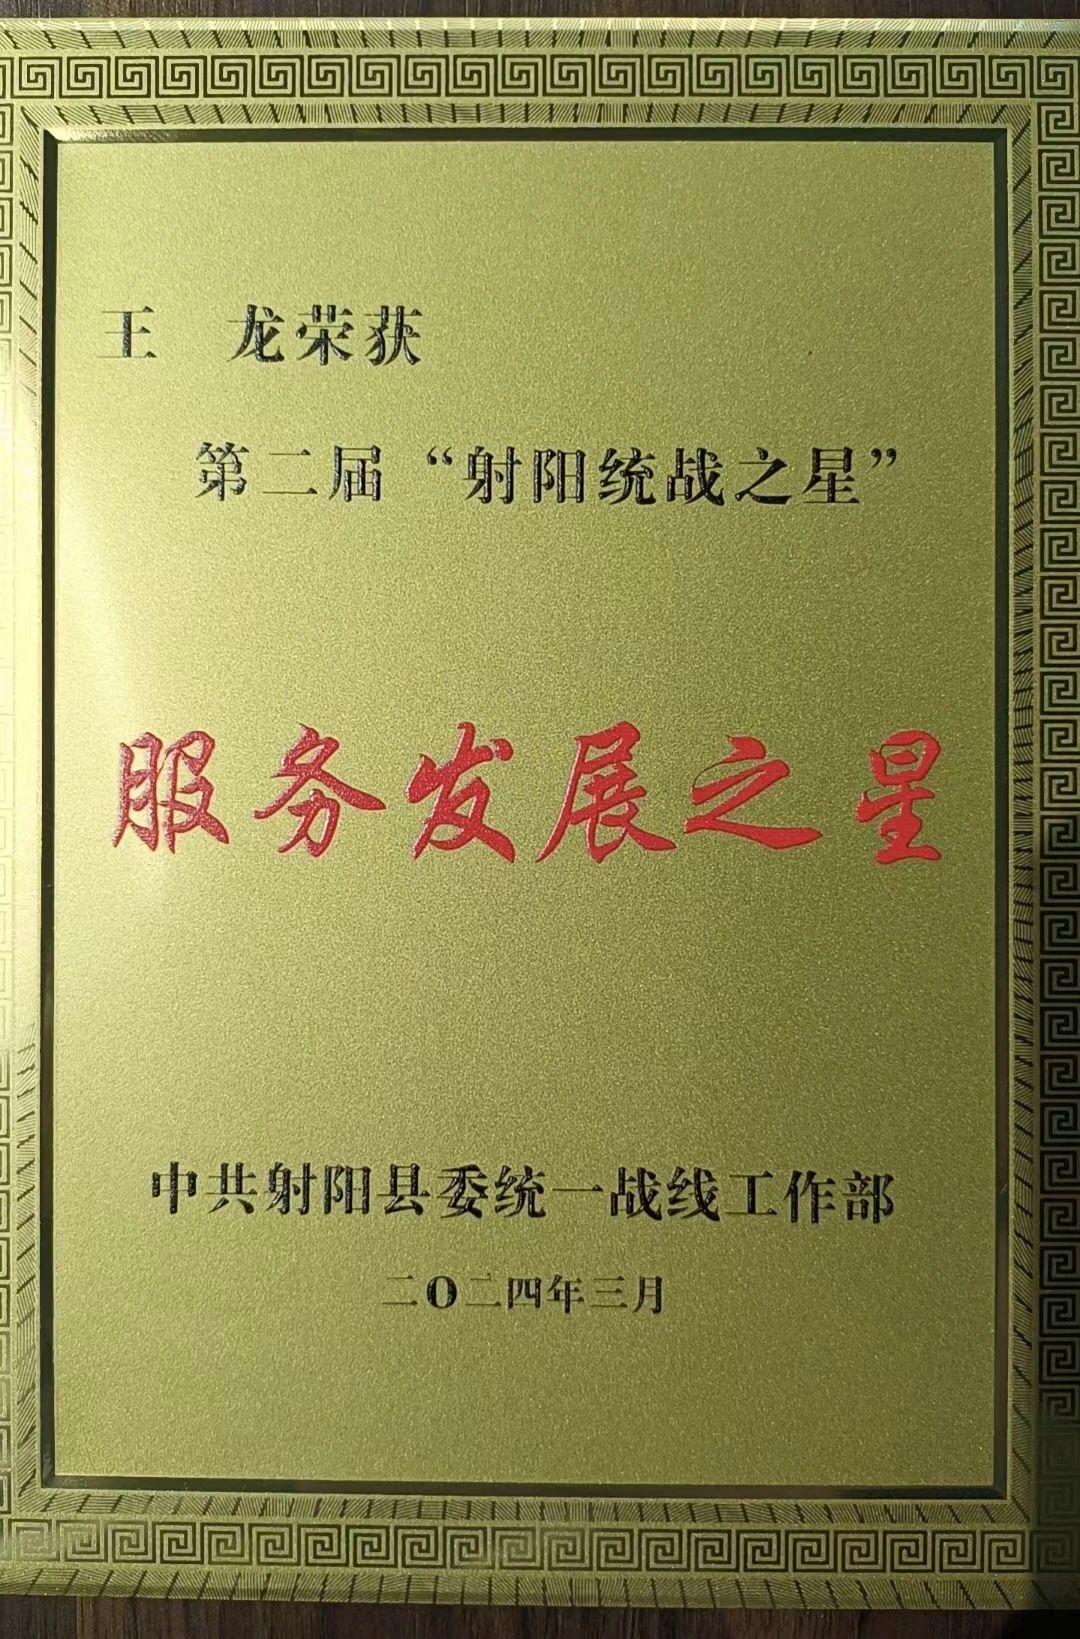 王　龙荣获
第二届“射阳统战之星”
服务发展之星
中共射阳县委统一战线工作部
二〇二四年三月